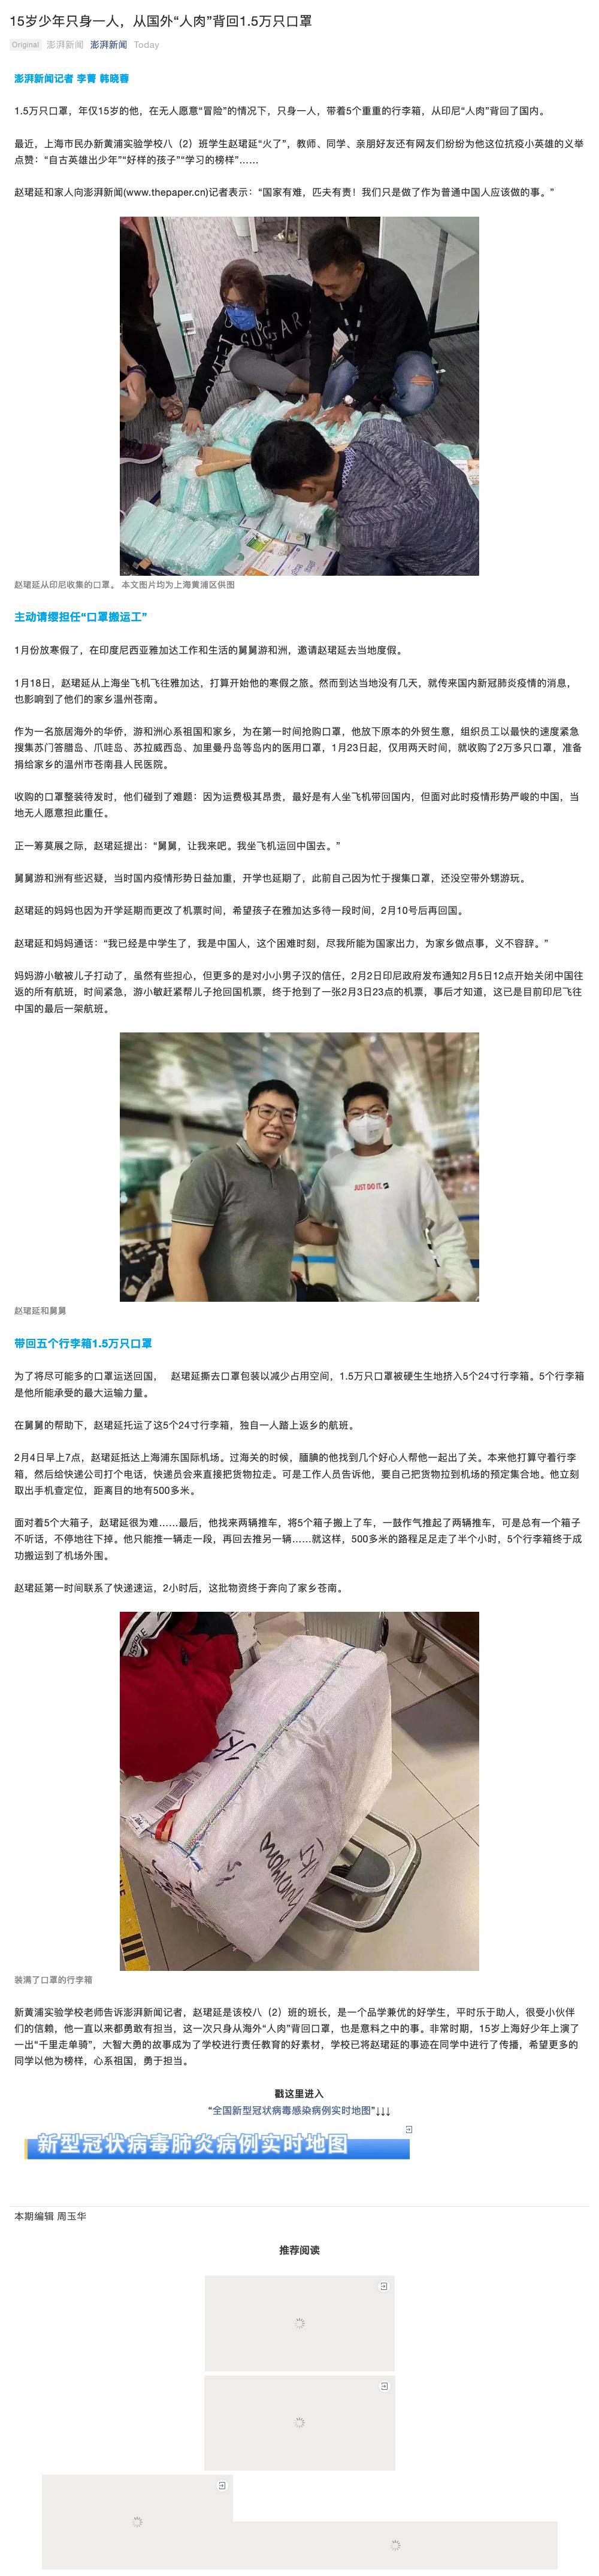 15岁少年只身一人，从国外“人肉”背回1.5万只口罩
Original 澎湃新闻 澎湃新闻 Today
澎湃新闻记者 李菁 韩晓蓉
1.5万只口罩，年仅15岁的他，在无人愿意“冒险”的情况下，只身一人，带着5个重重的行李箱，从印尼“人肉”背回了国内。
最近，上海市民办新黄浦实验学校八（2）班学生赵珺延“火了”，教师、同学、亲朋好友还有网友们纷纷为他这位抗疫小英雄的义举
点赞：“自古英雄出少年”“好样的孩子”“学习的榜样”……
赵珺延和家人向澎湃新闻(www.thepaper.cn)记者表示：“国家有难，匹夫有责！我们只是做了作为普通中国人应该做的事。”
SWEET SUGAR
赵珺延从印尼收集的口罩。 本文图片均为上海黄浦区供图
主动请缨担任“口罩搬运工”
1月份放寒假了，在印度尼西亚雅加达工作和生活的舅舅游和洲，邀请赵珺延去当地度假。
1月18日，赵珺延从上海坐飞机飞往雅加达，打算开始他的寒假之旅。然而到达当地没有几天，就传来国内新冠肺炎疫情的消息，
也影响到了他们的家乡温州苍南。
作为一名旅居海外的华侨，游和洲心系祖国和家乡，为在第一时间抢购口罩，他放下原本的外贸生意，组织员工以最快的速度紧急
搜集苏门答腊岛、爪哇岛、苏拉威西岛、加里曼丹岛等岛内的医用口罩，1月23日起，仅用两天时间，就收购了2万多只口罩，准备
捐给家乡的温州市苍南县人民医院。
收购的口罩整装待发时，他们碰到了难题：因为运费极其昂贵，最好是有人坐飞机带回国内，但面对此时疫情形势严峻的中国，当
地无人愿意担此重任。
正一筹莫展之际，赵珺延提出：“舅舅，让我来吧。我坐飞机运回中国去。”
舅舅游和洲有些迟疑，当时国内疫情形势日益加重，开学也延期了，此前自己因为忙于搜集口罩，还没空带外甥游玩。
赵珺延的妈妈也因为开学延期而更改了机票时间，希望孩子在雅加达多待一段时间，2月10号后再回国。
赵珺延和妈妈通话：“我已经是中学生了，我是中国人，这个困难时刻，尽我所能为国家出力，为家乡做点事，义不容辞。”
妈妈游小敏被儿子打动了，虽然有些担心，但更多的是对小小男子汉的信任，2月2日印尼政府发布通知2月5日12点开始关闭中国往
返的所有航班，时间紧急，游小敏赶紧帮儿子抢回国机票，终于抢到了一张2月3日23点的机票，事后才知道，这已是目前印尼飞往
中国的最后一架航班。
JUST DO IT.
赵珺延和舅舅
带回五个行李箱1.5万只口罩
为了将尽可能多的口罩运送回国， 赵珺延撕去口罩包装以减少占用空间，1.5万只口罩被硬生生地挤入5个24寸行李箱。5个行李箱
是他所能承受的最大运输力量。
在舅舅的帮助下，赵珺延托运了这5个24寸行李箱，独自一人踏上返乡的航班。
2月4日早上7点，赵珺延抵达上海浦东国际机场。过海关的时候，腼腆的他找到几个好心人帮他一起出了关。本来他打算守着行李
箱，然后给快递公司打个电话，快递员会来直接把货物拉走。可是工作人员告诉他，要自己把货物拉到机场的预定集合地。他立刻
取出手机查定位，距离目的地有500多米。
面对着5个大箱子，赵珺延很为难……最后，他找来两辆推车，将5个箱子搬上了车，一鼓作气推起了两辆推车，可是总有一个箱子
不听话，不停地往下掉。他只能推一辆走一段，再回去推另一辆……就这样，500多米的路程足足走了半个小时，5个行李箱终于成
功搬运到了机场外围。
赵珺延第一时间联系了快递速运，2小时后，这批物资终于奔向了家乡苍南。
装满了口罩的行李箱
新黄浦实验学校老师告诉澎湃新闻记者，赵珺延是该校八（2）班的班长，是一个品学兼优的好学生，平时乐于助人，很受小伙伴
们的信赖，他一直以来都勇敢有担当，这一次只身从海外“人肉”背回口罩，也是意料之中的事。非常时期，15岁上海好少年上演了
一出“千里走单骑”，大智大勇的故事成为了学校进行责任教育的好素材，学校已将赵珺延的事迹在同学中进行了传播，希望更多的
同学以他为榜样，心系祖国，勇于担当。
戳这里进入
“全国新型冠状病毒感染病例实时地图”↓↓↓
新型冠状病毒肺炎病例实时地图
本期编辑 周玉华
推荐阅读